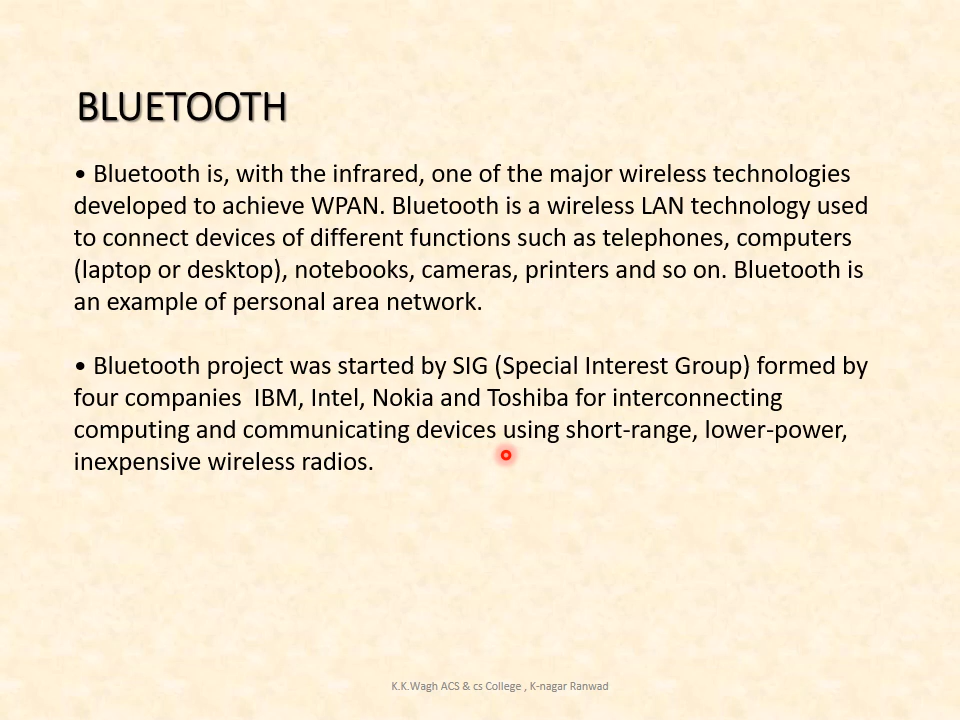 BLUETOOTH
• Bluetooth is, with the infrared, one of the major wireless technologies
developed to achieve WPAN. Bluetooth is a wireless LAN technology used
to connect devices of different functions such as telephones, computers
(laptop or desktop), notebooks, cameras, printers and so on. Bluetooth is
an example of personal area network.
• Bluetooth project was started by SIG (Special Interest Group) formed by
four companies  IBM, Intel, Nokia and Toshiba for interconnecting
computing and communicating devices using short-range, lower-power,
inexpensive wireless radios.
K.K.Wagh ACS & cs College , K-nagar Ranwad